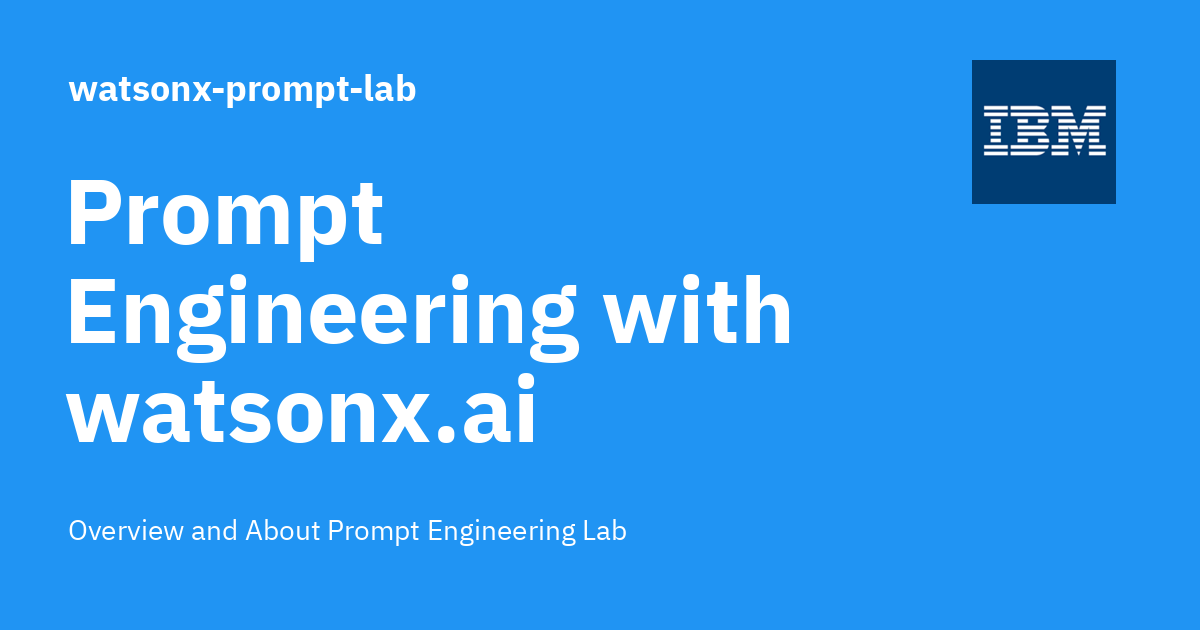 watsonx-prompt-lab
IBM
Prompt
Engineering with
watsonx.ai
Overview and About Prompt Engineering Lab